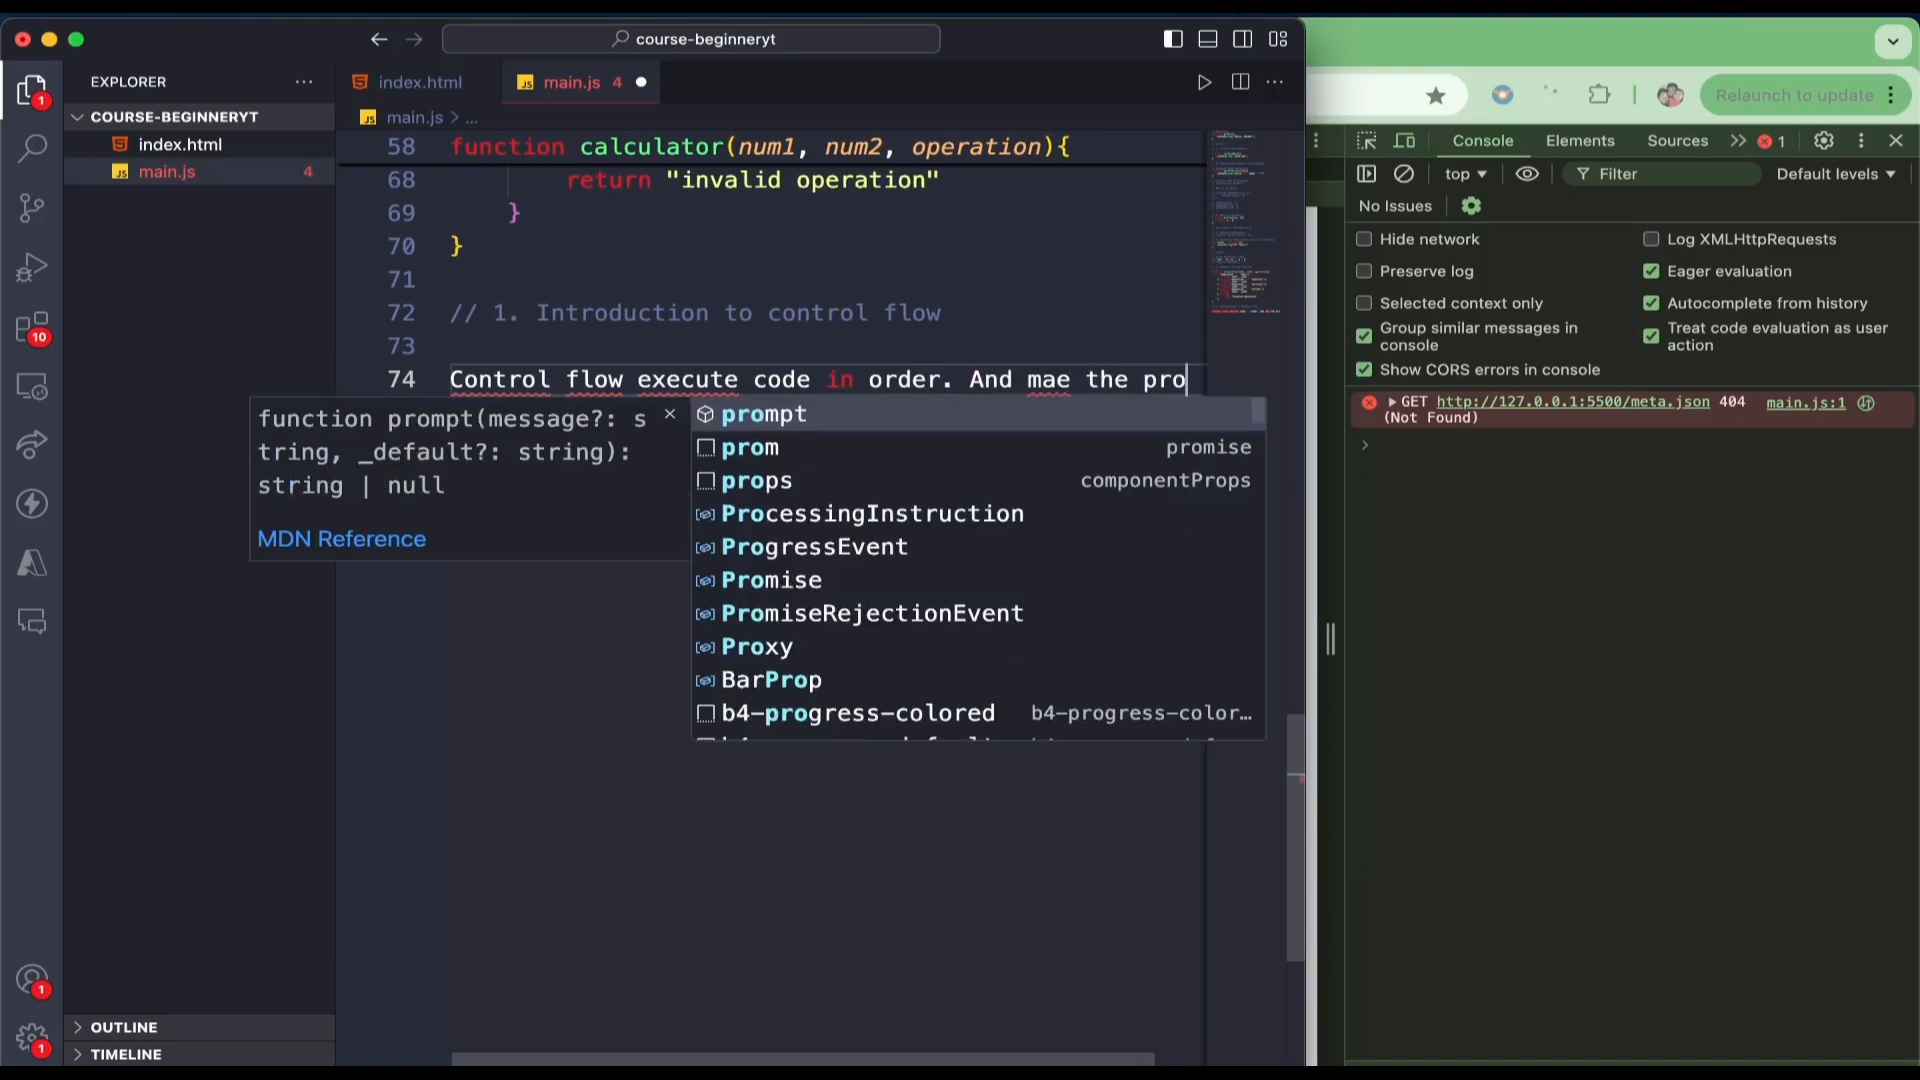 course-beginneryt
EXPLORER
COURSE-BEGINNERYT
index.html
main.js 4
index.html
main.js 4
main.js > ...
58 function calculator(num1, num2, operation){
68 return "invalid operation"
69 }
70 }
71
72 // 1. Introduction to control flow
73
74 Control flow execute code in order. And mae the pro
function prompt(message?: s
tring, _default?: string):
string | null
MDN Reference
prompt
prom promise
props componentProps
ProcessingInstruction
ProgressEvent
Promise
PromiseRejectionEvent
Proxy
BarProp
b4-progress-colored b4-progress-color...
1
10
1
1
OUTLINE
TIMELINE
Relaunch to update
Console Elements Sources 1
top Filter Default levels
No Issues
Hide network Log XMLHttpRequests
Preserve log Eager evaluation
Selected context only Autocomplete from history
Group similar messages in
console
Treat code evaluation as user
action
Show CORS errors in console
GET http://127.0.0.1:5500/meta.json 404 main.js:1
(Not Found)